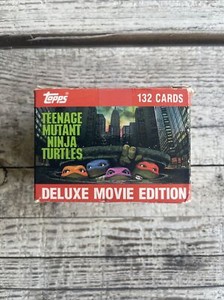 Topps
132 CARDS
TEENAGE
MUTANT
NINJA
TURTLES
DELUXE MOVIE EDITION